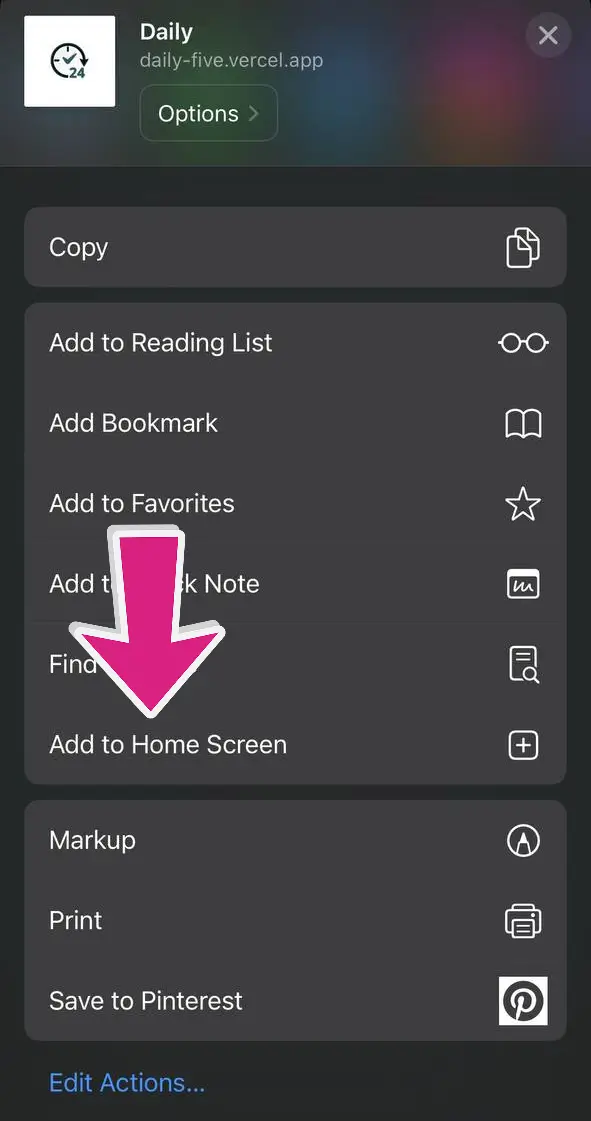 Daily
daily-five.vercel.app
24
Options
Copy
Add to Reading List
Add Bookmark
Add to Favorites
Add t k Note
Find
Add to Home Screen
Markup
Print
Save to Pinterest
Edit Actions...